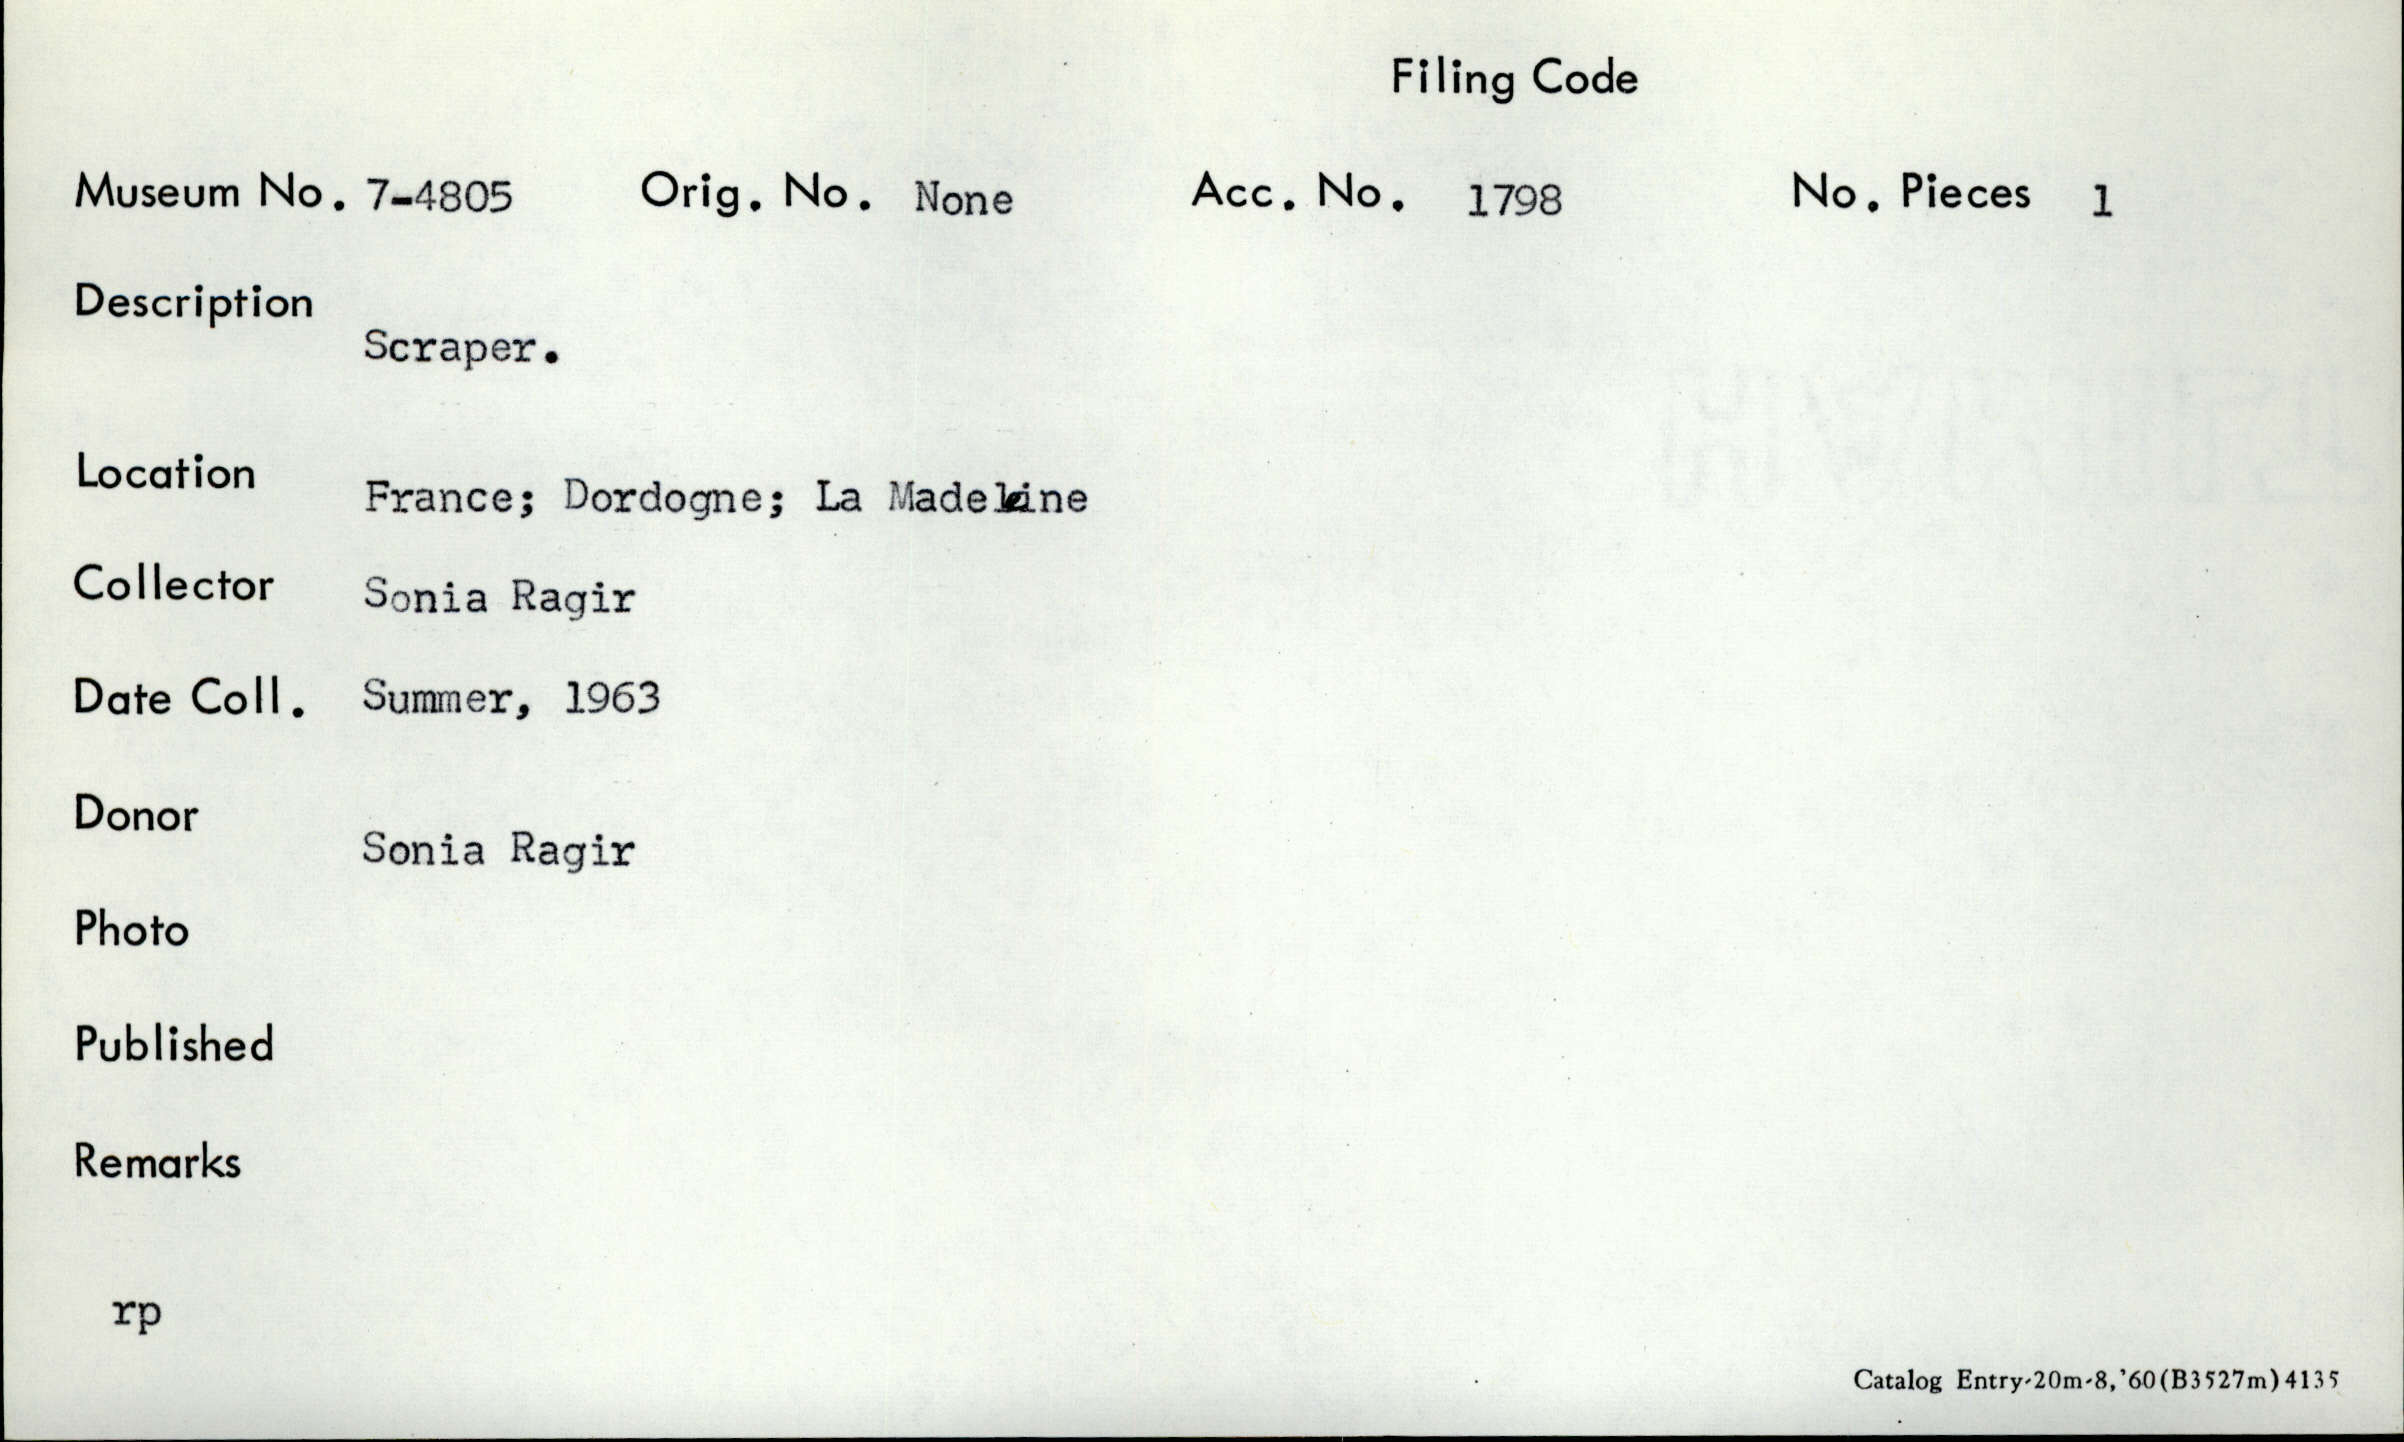 Filing Code
Museum No. 7-4805 Orig. No. None Acc. No. 1798 No. Pieces 1
Description
Scraper.
Location
France; Dordogne; La Madeleine
Collector Sonia Ragir
Date Coll. Summer, 1963
Donor
Sonia Ragir
Photo
Published
Remarks
rp
Catalog Entry-20m-8,'60(B3527m)4135